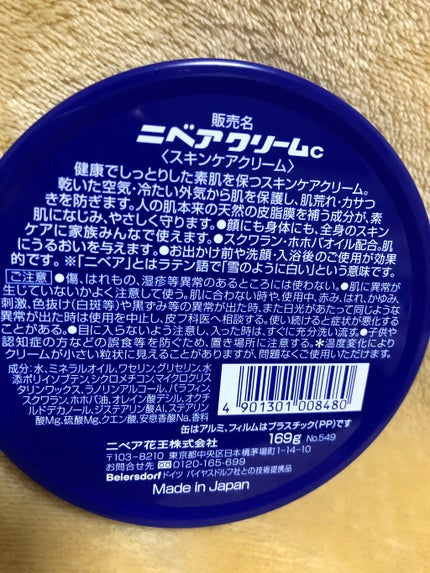 販売名
ニベアクリームc
〈スキンケアクリーム〉
健康でしっとりした素肌を保つスキンケアクリーム。
乾いた空気・冷たい外気から肌を保護し、肌荒れ・カサつ
きを防ぎます。人の肌本来の天然の皮脂膜を補う成分が、素
肌になじみ、やさしく守ります。●顔にも身体にも、全身のスキン
ケアに家族みんなで使えます。●スクワラン・ホホバオイル配合。肌
にうるおいを与えます。●お出かけ前や洗顔・入浴後のご使用が効果
的です。※「ニベア」とはラテン語で「雪のように白い」という意味です。
ご注意 ●傷、はれもの、湿疹等異常のあるところには使わない。●肌に異常が
生じていないかよく注意して使う。肌に合わない時や、使用中、赤み、はれ、かゆみ、
刺激、色抜け(白斑等)や黒ずみ等の異常が出た時、また日光があたって同じような
異常が出た時は使用を中止し、皮フ科医へ相談する。使い続けると症状が悪化する
ことがある。●目に入らないよう注意し、入った時は、すぐに充分洗い流す。●子供や
認知症の方などの誤食等を防ぐため、置き場所に注意する。＊温度変化により
クリームが小さい粒状に見えることがありますが、問題なくご使用いただけます。
成分:水、ミネラルオイル、ワセリン、グリセリン、水
添ポリイソブテン、シクロメチコン、マイクロクリス
タリンワックス、ラノリンアルコール、パラフィン、
スクワラン、ホホバ油、オレイン酸デシル、オクチ
ルドデカノール、ジステアリン酸Al、ステアリン
酸Mg、硫酸Mg、クエン酸、安息香酸Na、香料
4 901301 008480
缶はアルミ、フィルムはプラスチック(PP)です
ニベア花王株式会社 169g No.549
〒103-8210 東京都中央区日本橋茅場町1-14-10
お問合せ先 0120-165-699
Beiersdorf ドイツ バイヤスドルフ社との技術提携品
Made in Japan